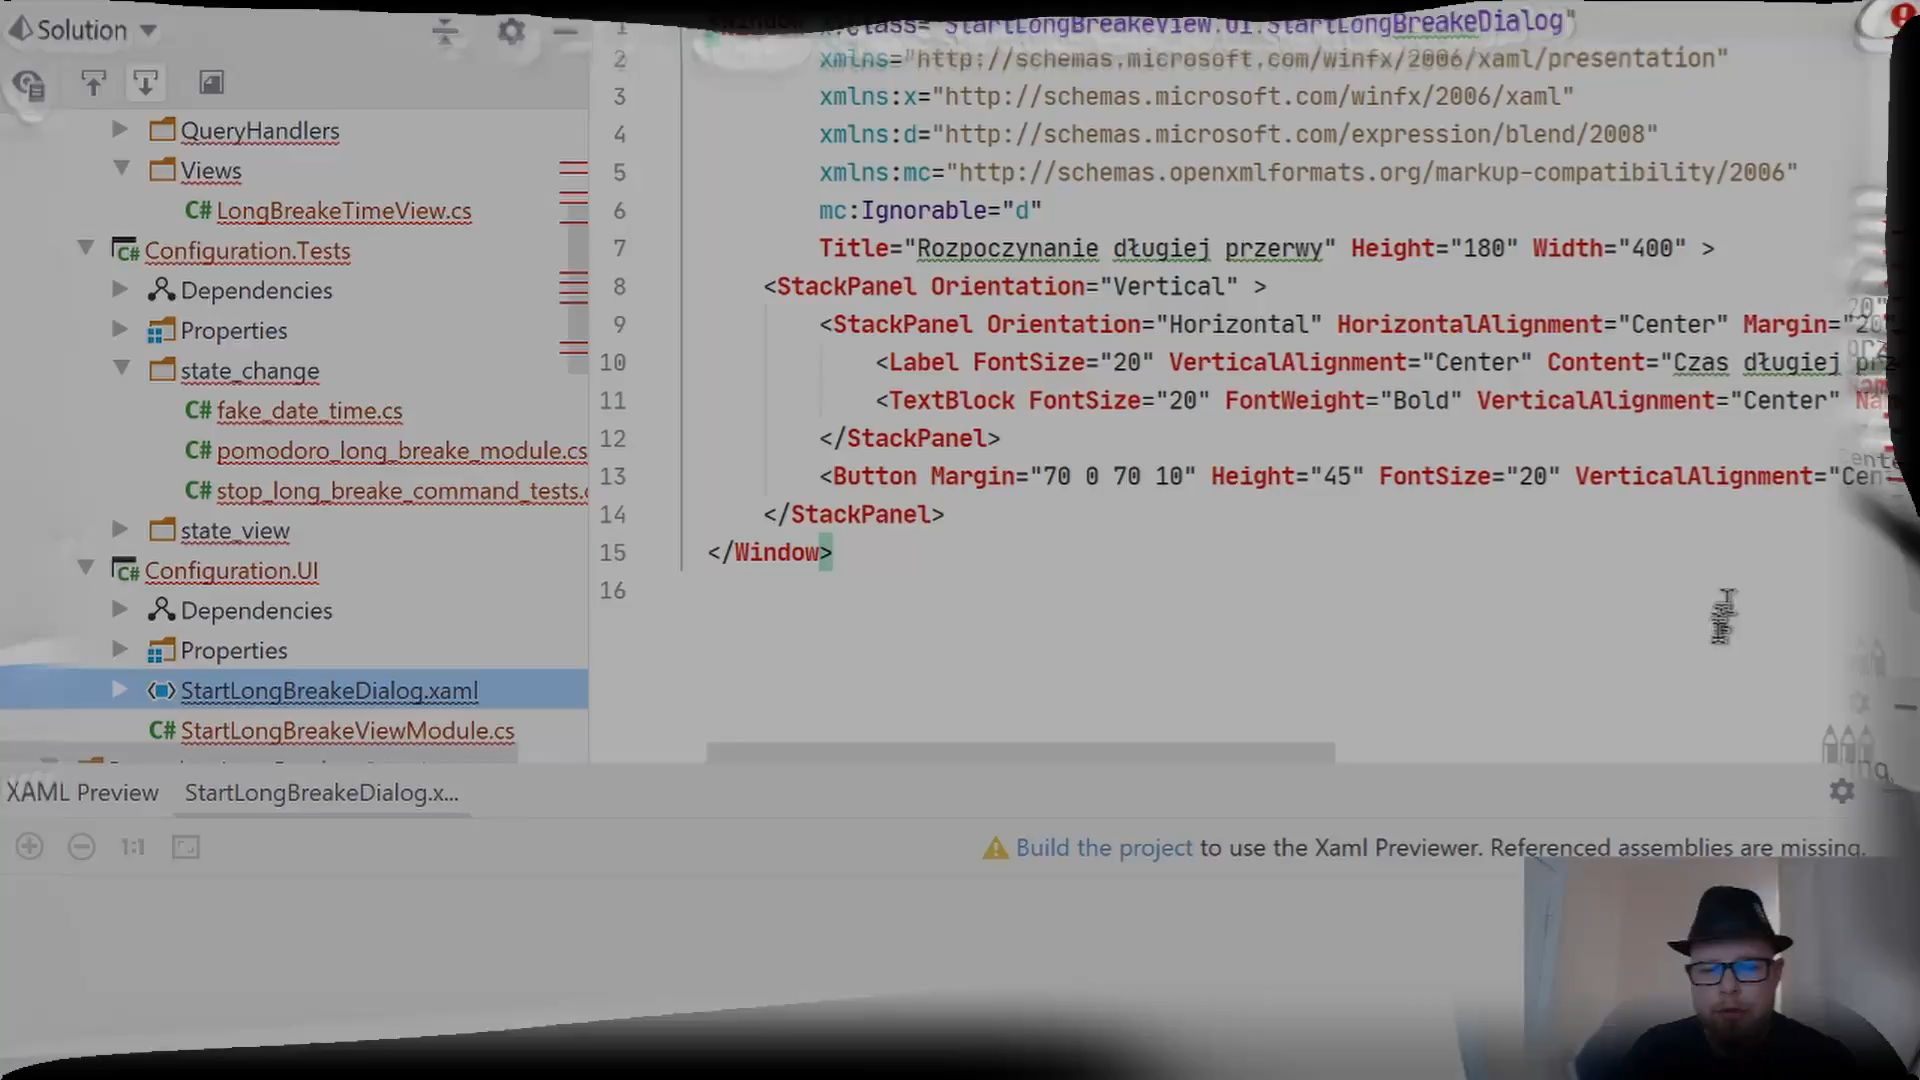 Solution
QueryHandlers
Views
C# LongBreakeTimeView.cs
C# Configuration.Tests
Dependencies
Properties
state_change
C# fake_date_time.cs
C# pomodoro_long_breake_module.cs
C# stop_long_breake_command_tests.
state_view
C# Configuration.UI
Dependencies
Properties
StartLongBreakeDialog.xaml
C# StartLongBreakeViewModule.cs
1 x:Class="StartLongBreakeView.UI.StartLongBreakeDialog"
2 xmlns="http://schemas.microsoft.com/winfx/2006/xaml/presentation"
3 xmlns:x="http://schemas.microsoft.com/winfx/2006/xaml"
4 xmlns:d="http://schemas.microsoft.com/expression/blend/2008"
5 xmlns:mc="http://schemas.openxmlformats.org/markup-compatibility/2006"
6 mc:Ignorable="d"
7 Title="Rozpoczynanie długiej przerwy" Height="180" Width="400" >
8 <StackPanel Orientation="Vertical" >
9 <StackPanel Orientation="Horizontal" HorizontalAlignment="Center" Margin="20
10 <Label FontSize="20" VerticalAlignment="Center" Content="Czas długiej
11 <TextBlock FontSize="20" FontWeight="Bold" VerticalAlignment="Center"
12 </StackPanel>
13 <Button Margin="70 0 70 10" Height="45" FontSize="20" VerticalAlignment="Cen
14 </StackPanel>
15 </Window>
16
XAML Preview StartLongBreakeDialog.x...
1:1
Build the project to use the Xaml Previewer. Referenced assemblies are missing.